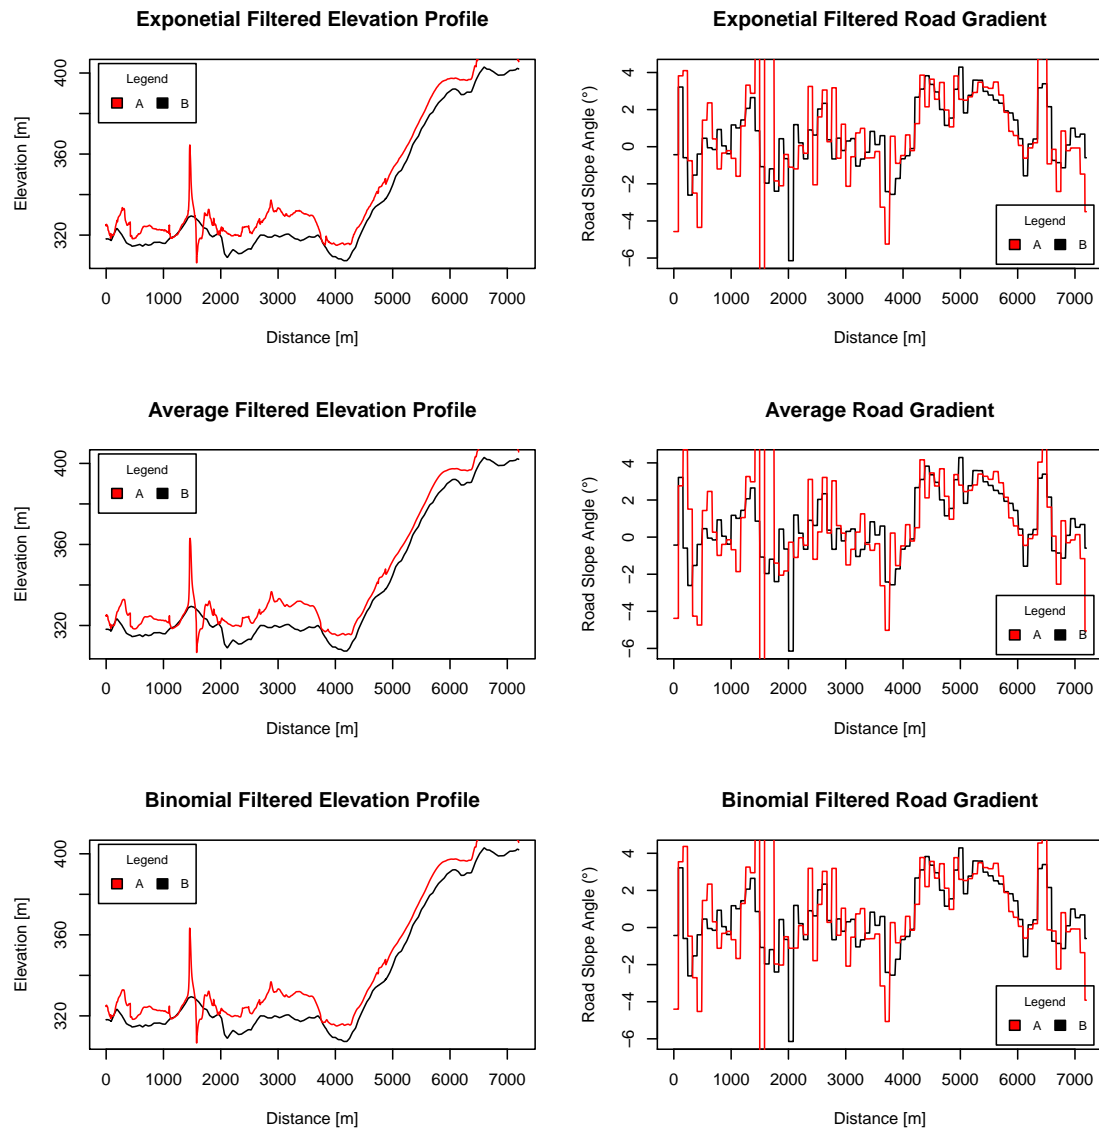 Exponetial Filtered Elevation Profile
Elevation [m]
400
360
320
Legend
A B
0 1000 2000 3000 4000 5000 6000 7000
Distance [m]
Exponetial Filtered Road Gradient
Road Slope Angle (°)
4
2
0
−2
−4
−6
Legend
A B
0 1000 2000 3000 4000 5000 6000 7000
Distance [m]
Average Filtered Elevation Profile
Elevation [m]
400
360
320
Legend
A B
0 1000 2000 3000 4000 5000 6000 7000
Distance [m]
Average Road Gradient
Road Slope Angle (°)
4
2
0
−2
−4
−6
Legend
A B
0 1000 2000 3000 4000 5000 6000 7000
Distance [m]
Binomial Filtered Elevation Profile
Elevation [m]
400
360
320
Legend
A B
0 1000 2000 3000 4000 5000 6000 7000
Distance [m]
Binomial Filtered Road Gradient
Road Slope Angle (°)
4
2
0
−2
−4
−6
Legend
A B
0 1000 2000 3000 4000 5000 6000 7000
Distance [m]